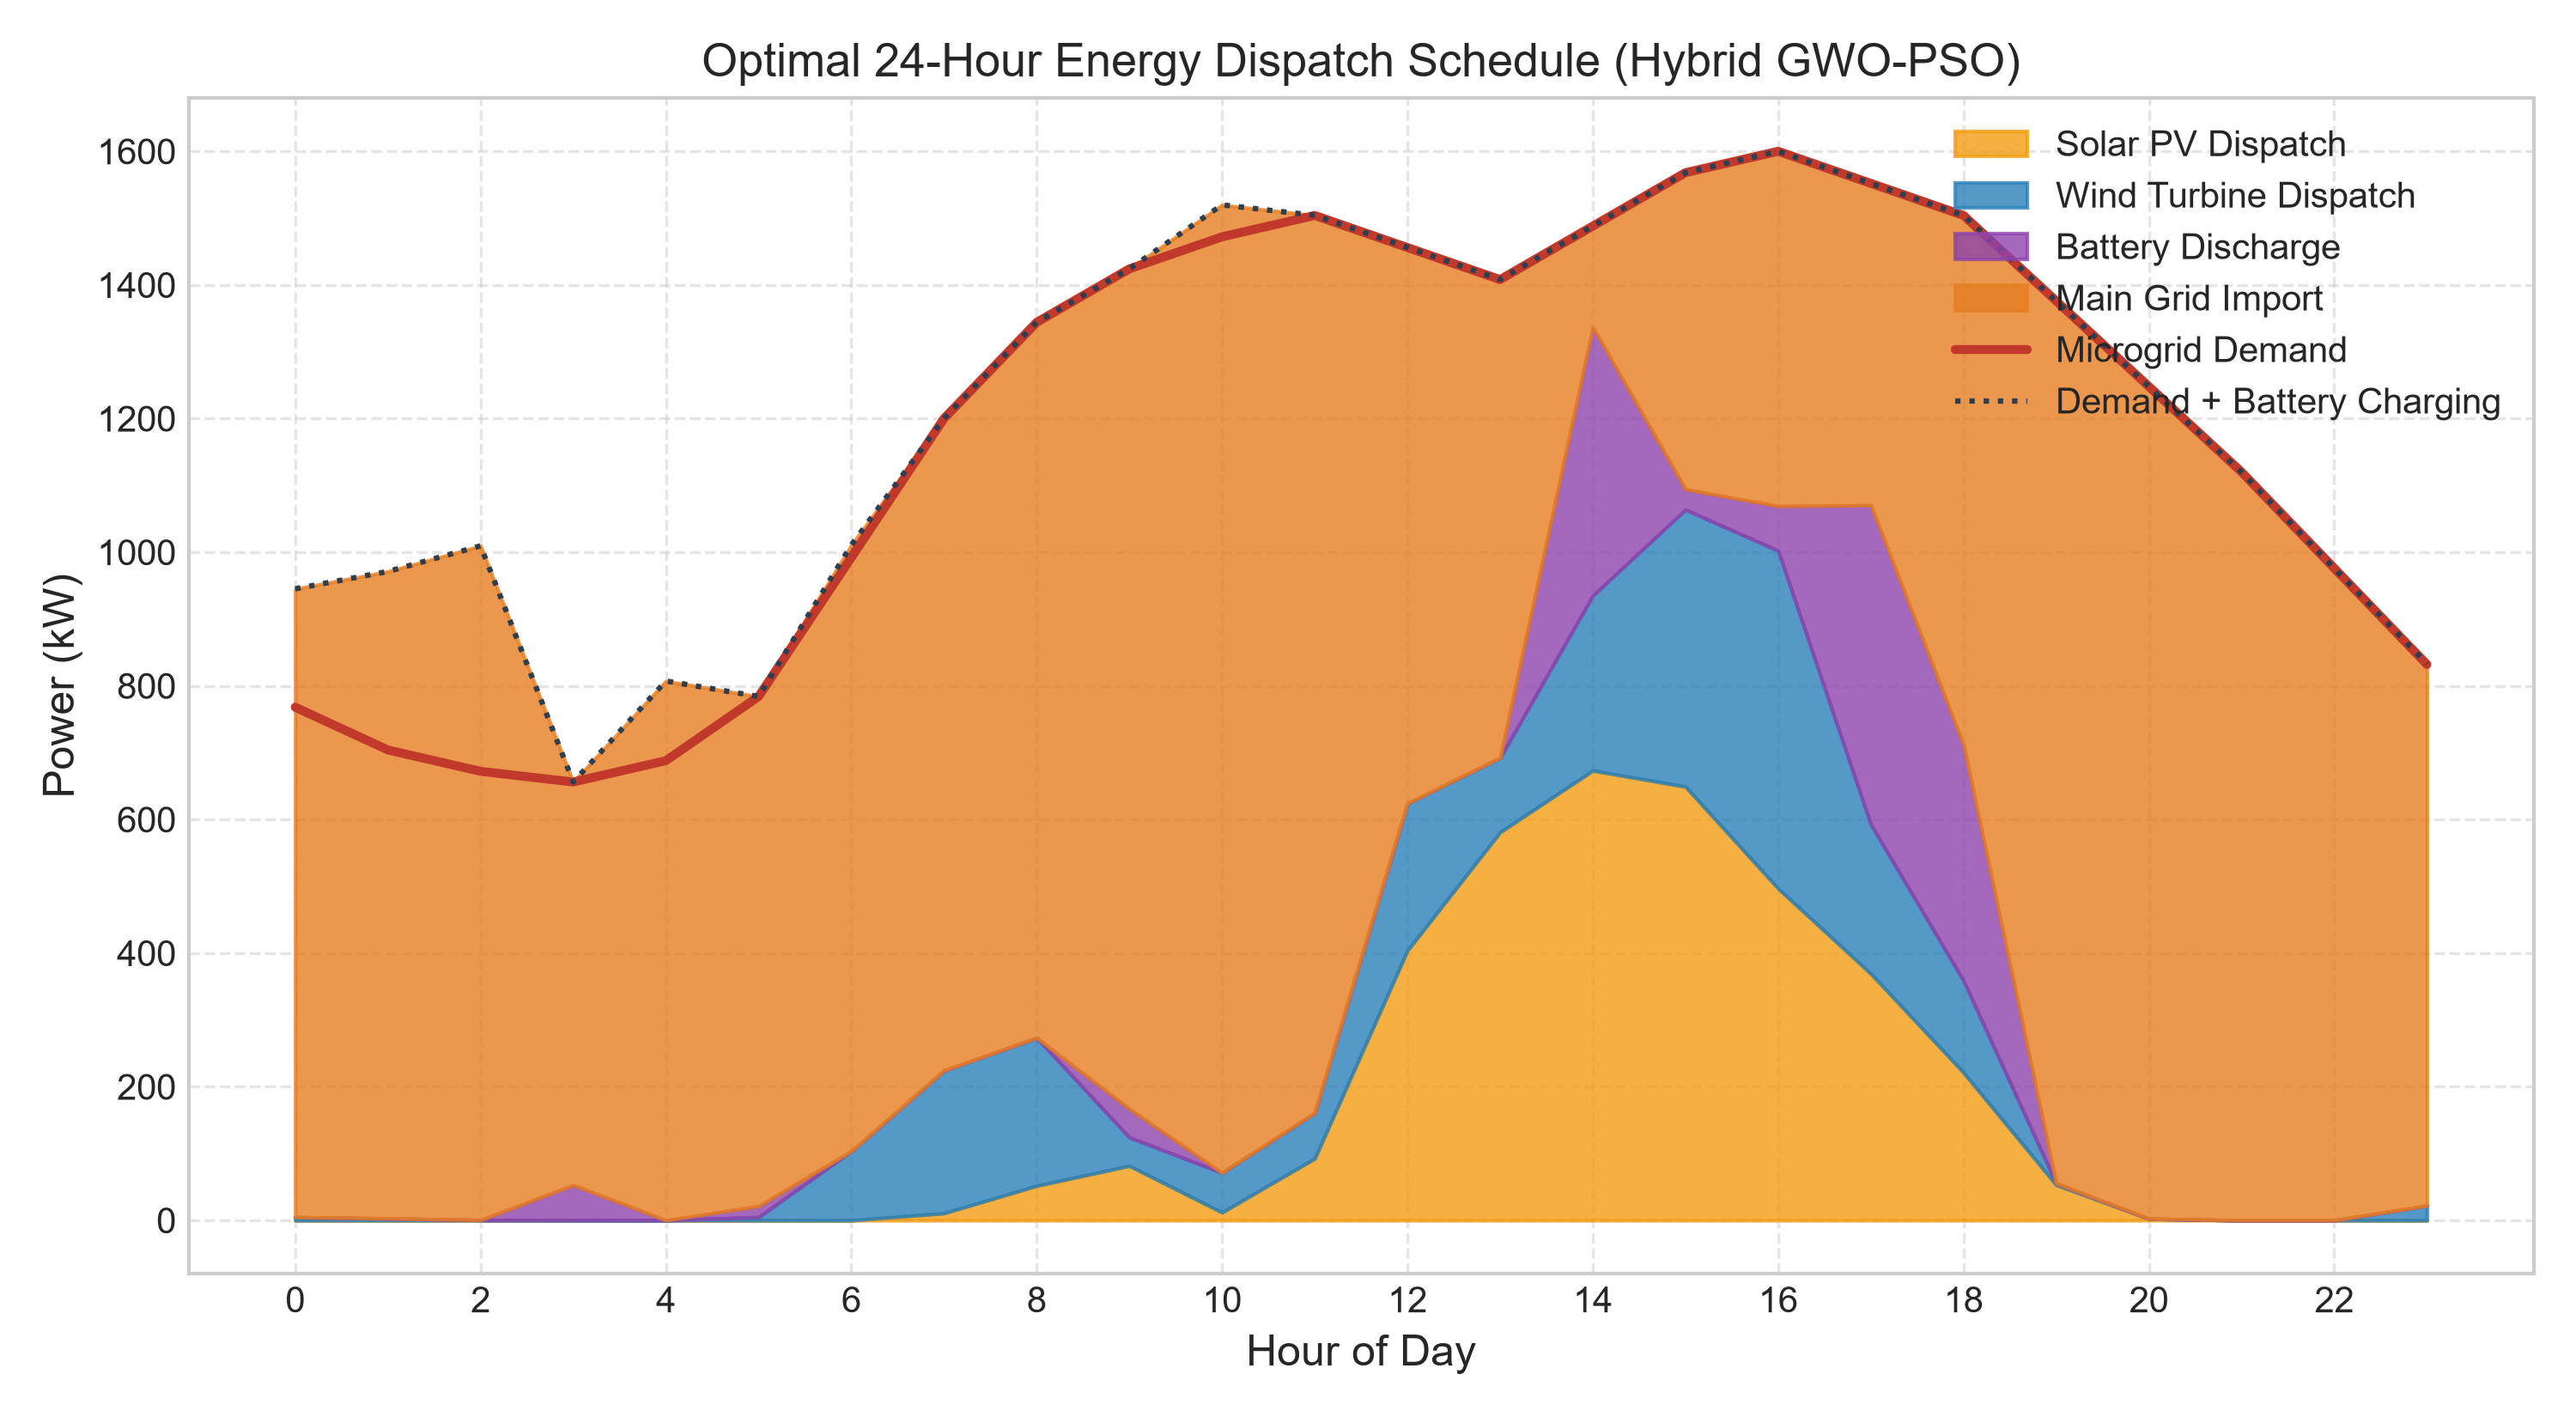 Optimal 24-Hour Energy Dispatch Schedule (Hybrid GWO-PSO)
Solar PV Dispatch
Wind Turbine Dispatch
Battery Discharge
Main Grid Import
Microgrid Demand
Demand + Battery Charging
Power (kW)
1600
1400
1200
1000
800
600
400
200
0
0 2 4 6 8 10 12 14 16 18 20 22
Hour of Day